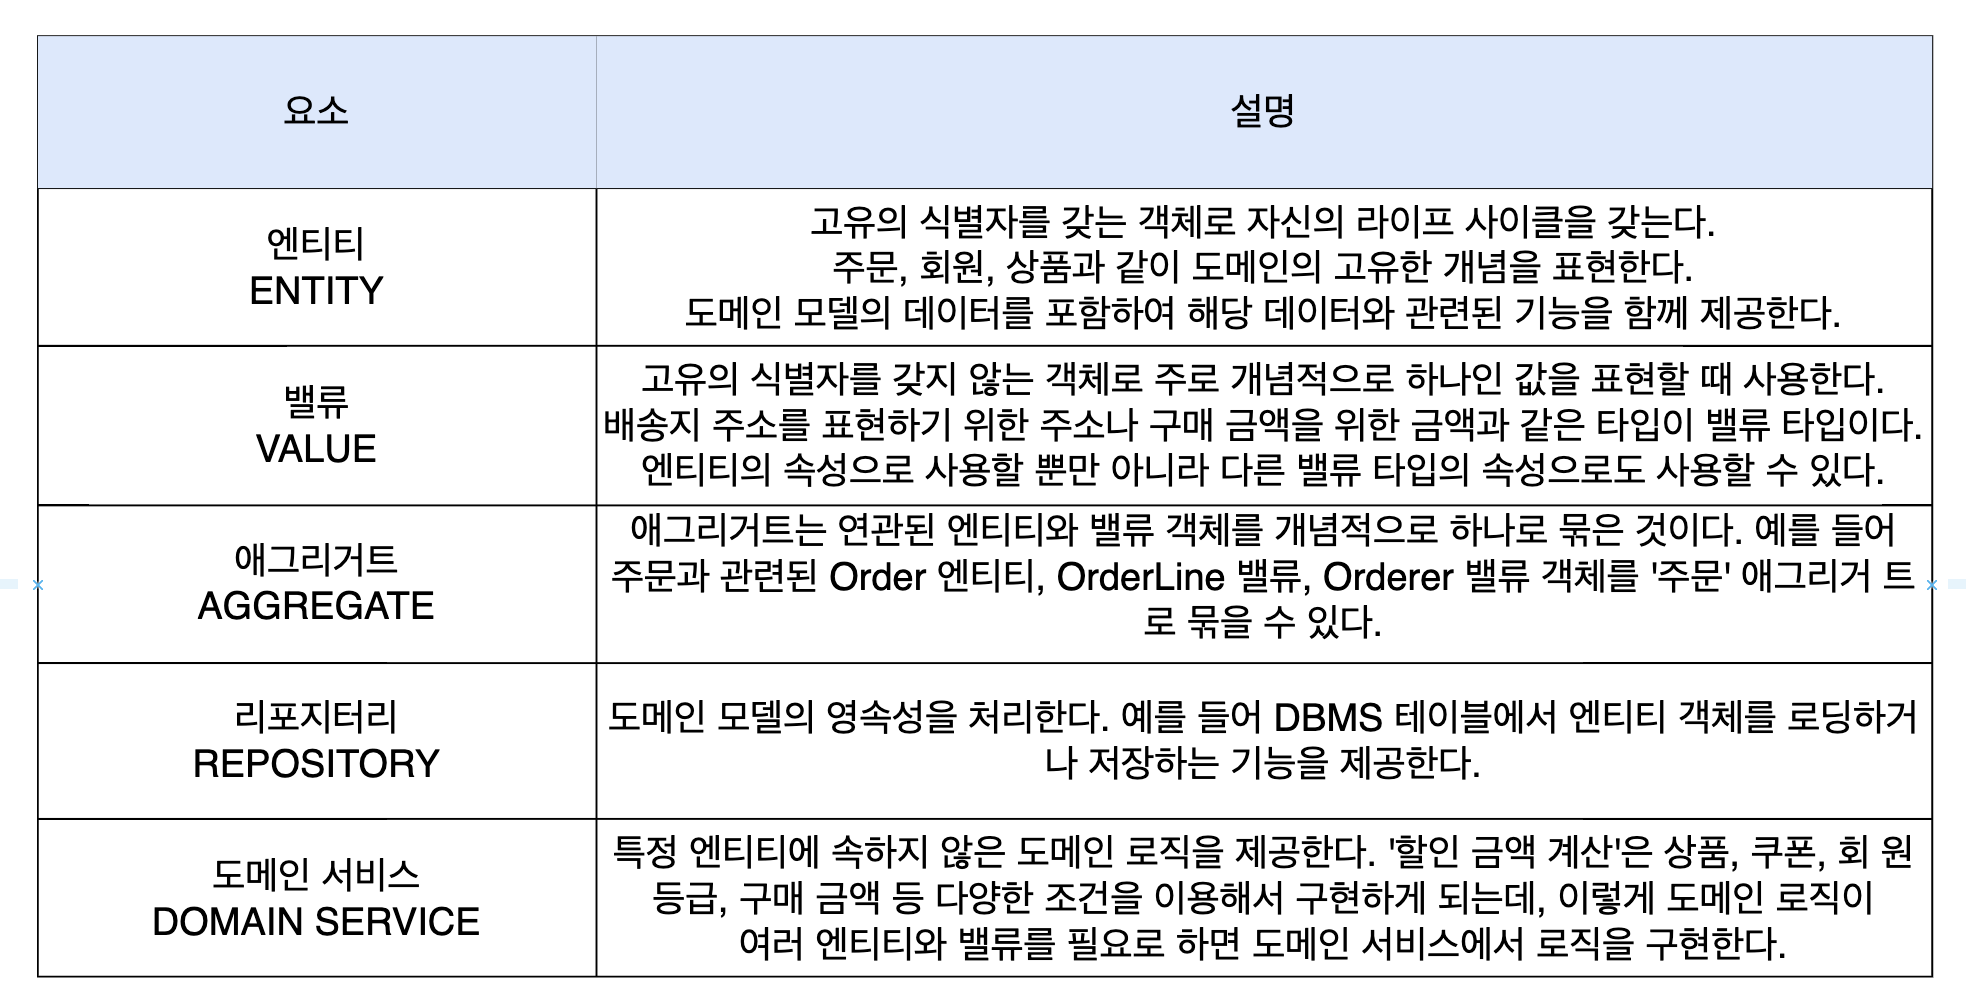 요소
설명
엔티티
ENTITY
고유의 식별자를 갖는 객체로 자신의 라이프 사이클을 갖는다.
주문, 회원, 상품과 같이 도메인의 고유한 개념을 표현한다.
도메인 모델의 데이터를 포함하여 해당 데이터와 관련된 기능을 함께 제공한다.
밸류
VALUE
고유의 식별자를 갖지 않는 객체로 주로 개념적으로 하나인 값을 표현할 때 사용한다.
배송지 주소를 표현하기 위한 주소나 구매 금액을 위한 금액과 같은 타입이 밸류 타입이다.
엔티티의 속성으로 사용할 뿐만 아니라 다른 밸류 타입의 속성으로도 사용할 수 있다.
애그리거트
AGGREGATE
애그리거트는 연관된 엔티티와 밸류 객체를 개념적으로 하나로 묶은 것이다. 예를 들어
주문과 관련된 Order 엔티티, OrderLine 밸류, Orderer 밸류 객체를 '주문' 애그리거 트
로 묶을 수 있다.
리포지터리
REPOSITORY
도메인 모델의 영속성을 처리한다. 예를 들어 DBMS 테이블에서 엔티티 객체를 로딩하거
나 저장하는 기능을 제공한다.
도메인 서비스
DOMAIN SERVICE
특정 엔티티에 속하지 않은 도메인 로직을 제공한다. '할인 금액 계산'은 상품, 쿠폰, 회 원
등급, 구매 금액 등 다양한 조건을 이용해서 구현하게 되는데, 이렇게 도메인 로직이
여러 엔티티와 밸류를 필요로 하면 도메인 서비스에서 로직을 구현한다.